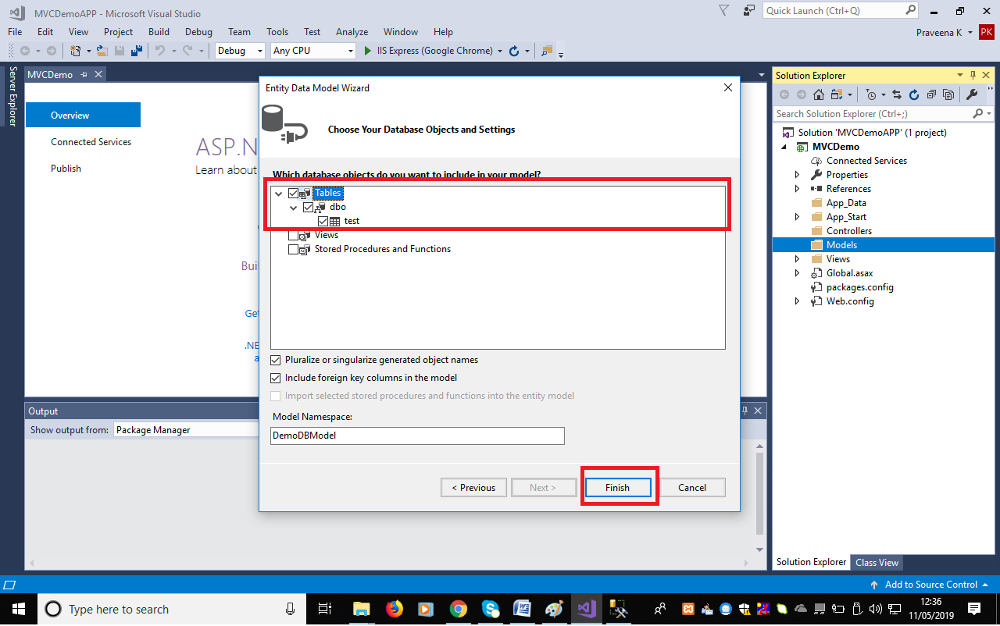 MVCDemoAPP - Microsoft Visual Studio
Quick Launch (Ctrl+Q)
File Edit View Project Build Debug Team Tools Test Analyze Window Help
Praveena K
PK
Debug Any CPU IIS Express (Google Chrome)
Server Explorer
MVCDemo
Overview
Connected Services
Publish
ASP.N
Learn about
Buil
Get
.NE
a
Entity Data Model Wizard
Choose Your Database Objects and Settings
Which database objects do you want to include in your model?
Tables
dbo
test
Views
Stored Procedures and Functions
Pluralize or singularize generated object names
Include foreign key columns in the model
Import selected stored procedures and functions into the entity model
Model Namespace:
DemoDBModel
< Previous Next > Finish Cancel
Output
Show output from: Package Manager
Solution Explorer
Search Solution Explorer (Ctrl+;)
Solution 'MVCDemoAPP' (1 project)
MVCDemo
Connected Services
Properties
References
App_Data
App_Start
Controllers
Models
Views
Global.asax
packages.config
Web.config
Solution Explorer Class View
Add to Source Control
Type here to search
12:36
11/05/2019